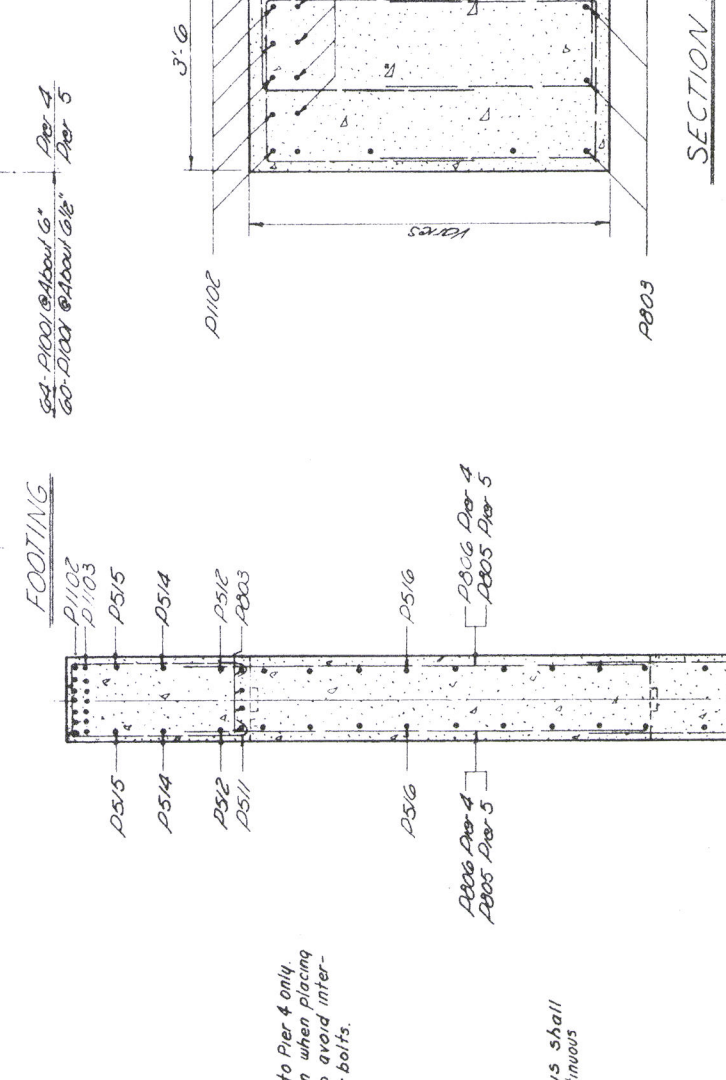 64-P1001 @ About 6" Pier 4
60-P1001 @ About 6½" Pier 5
3'-6
P1102
Varies
P803
SECTION
FOOTING
P1102
P1103
P515
P514
P512
P803
P516
P806 Pier 4
P805 Pier 5
P515
P514
P512
P511
P516
P806 Pier 4
P805 Pier 5
to Pier 4 only.
when placing
avoid inter-
bolts.
shall